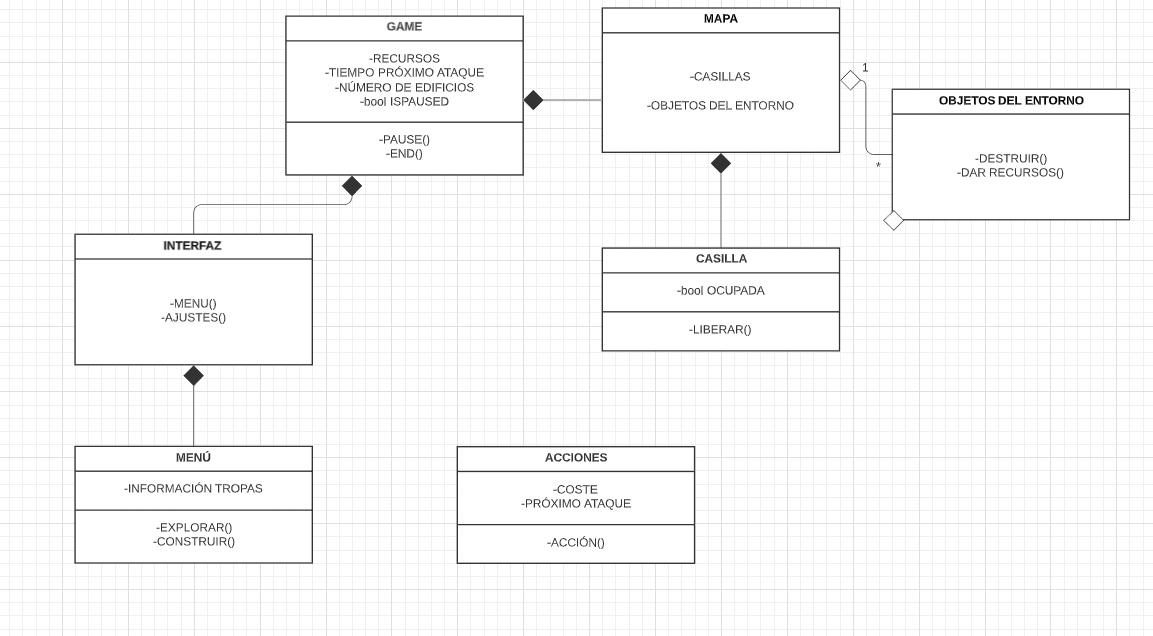 GAME
-RECURSOS
-TIEMPO PRÓXIMO ATAQUE
-NÚMERO DE EDIFICIOS
-bool ISPAUSED
-PAUSE()
-END()
MAPA
-CASILLAS
-OBJETOS DEL ENTORNO
1
*
OBJETOS DEL ENTORNO
-DESTRUIR()
-DAR RECURSOS()
INTERFAZ
-MENU()
-AJUSTES()
CASILLA
-bool OCUPADA
-LIBERAR()
MENÚ
-INFORMACIÓN TROPAS
-EXPLORAR()
-CONSTRUIR()
ACCIONES
-COSTE
-PRÓXIMO ATAQUE
-ACCIÓN()